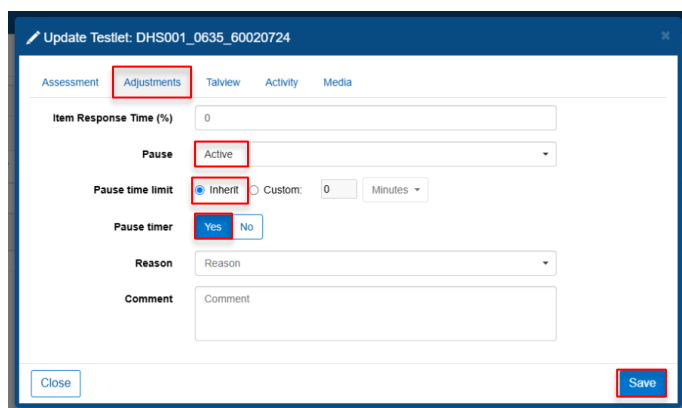 Update Testlet: DHS001_0635_60020724
Assessment Adjustments Talview Activity Media
Item Response Time (%) 0
Pause Active
Pause time limit Inherit Custom: 0 Minutes
Pause timer Yes No
Reason Reason
Comment Comment
Close Save